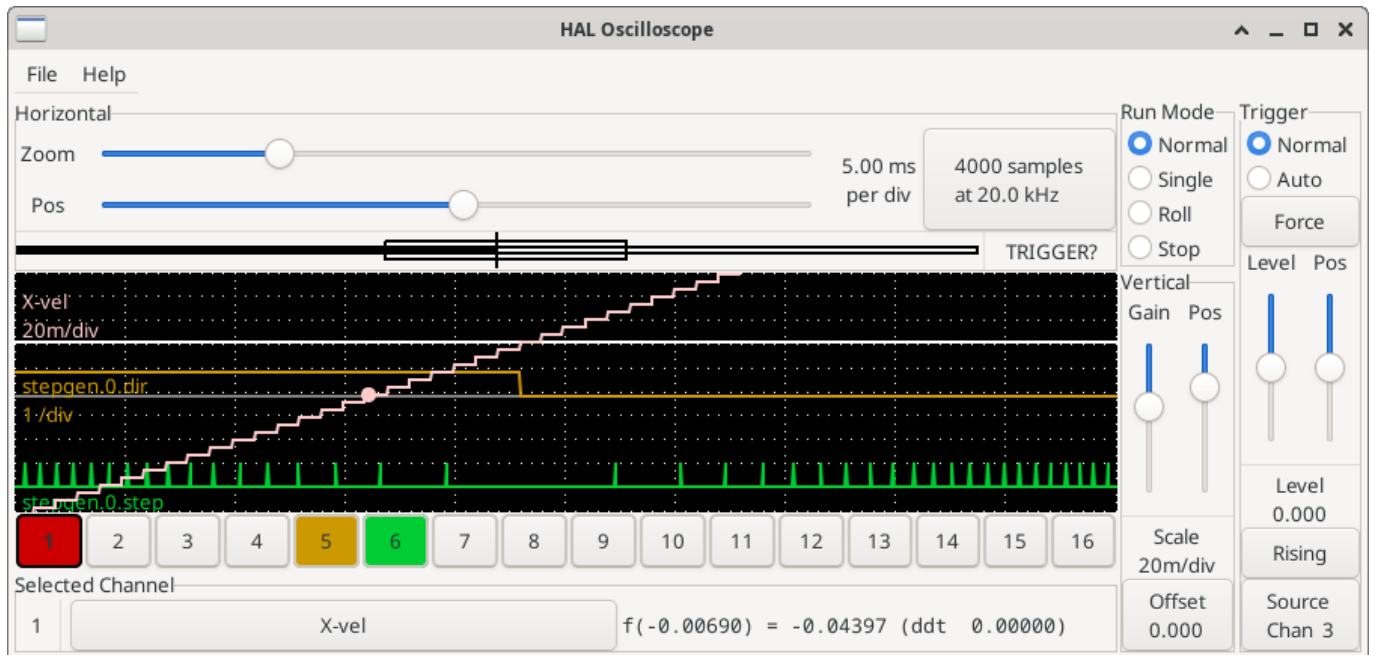 HAL Oscilloscope
File Help
Horizontal
Zoom
Pos
5.00 ms
per div
4000 samples
at 20.0 kHz
TRIGGER?
Run Mode
Normal
Single
Roll
Stop
Trigger
Normal
Auto
Force
Level Pos
Level
0.000
Rising
Source
Chan 3
Vertical
Gain Pos
Scale
20m/div
Offset
0.000
X-vel
20m/div
stepgen.0.dir
1 /div
stepgen.0.step
1 2 3 4 5 6 7 8 9 10 11 12 13 14 15 16
Selected Channel
1 X-vel f(-0.00690) = -0.04397 (ddt 0.00000)